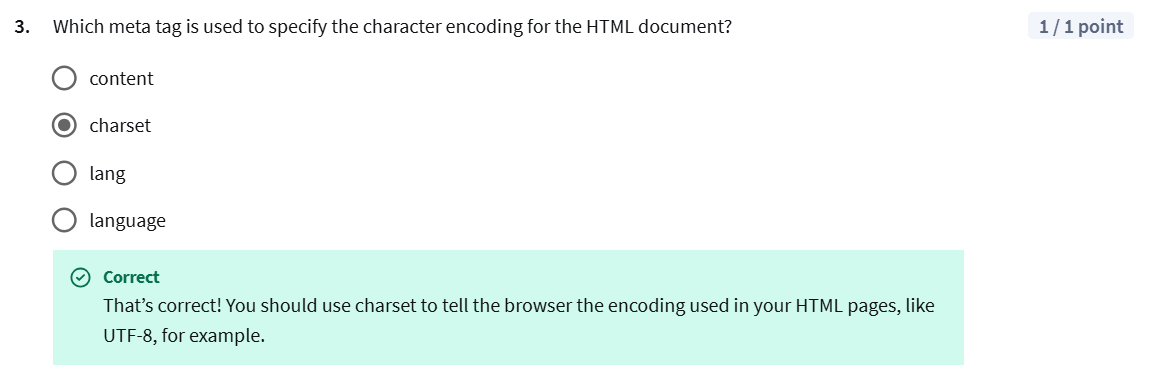 3. Which meta tag is used to specify the character encoding for the HTML document? 1 / 1 point
content
charset
lang
language
Correct
That’s correct! You should use charset to tell the browser the encoding used in your HTML pages, like
UTF-8, for example.